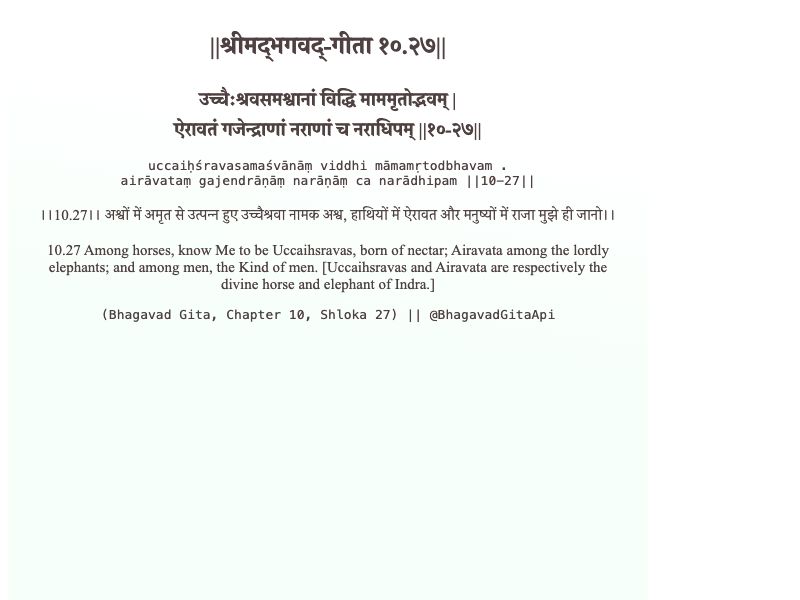 ||श्रीमद्‍भगवद्‍-गीता १०.२७||
उच्चैःश्रवसमश्वानां विद्धि माममृतोद्भवम् |
ऐरावतं गजेन्द्राणां नराणां च नराधिपम् ||१०-२७||
uccaiḥśravasamaśvānāṃ viddhi māmamṛtodbhavam .
airāvataṃ gajendrāṇāṃ narāṇāṃ ca narādhipam ||10-27||
।।10.27।। अश्वों में अमृत से उत्पन्न हुए उच्चैश्रवा नामक अश्व, हाथियों में ऐरावत और मनुष्यों में राजा मुझे ही जानो।।
10.27 Among horses, know Me to be Uccaihsravas, born of nectar; Airavata among the lordly
elephants; and among men, the Kind of men. [Uccaihsravas and Airavata are respectively the
divine horse and elephant of Indra.]
(Bhagavad Gita, Chapter 10, Shloka 27) || @BhagavadGitaApi